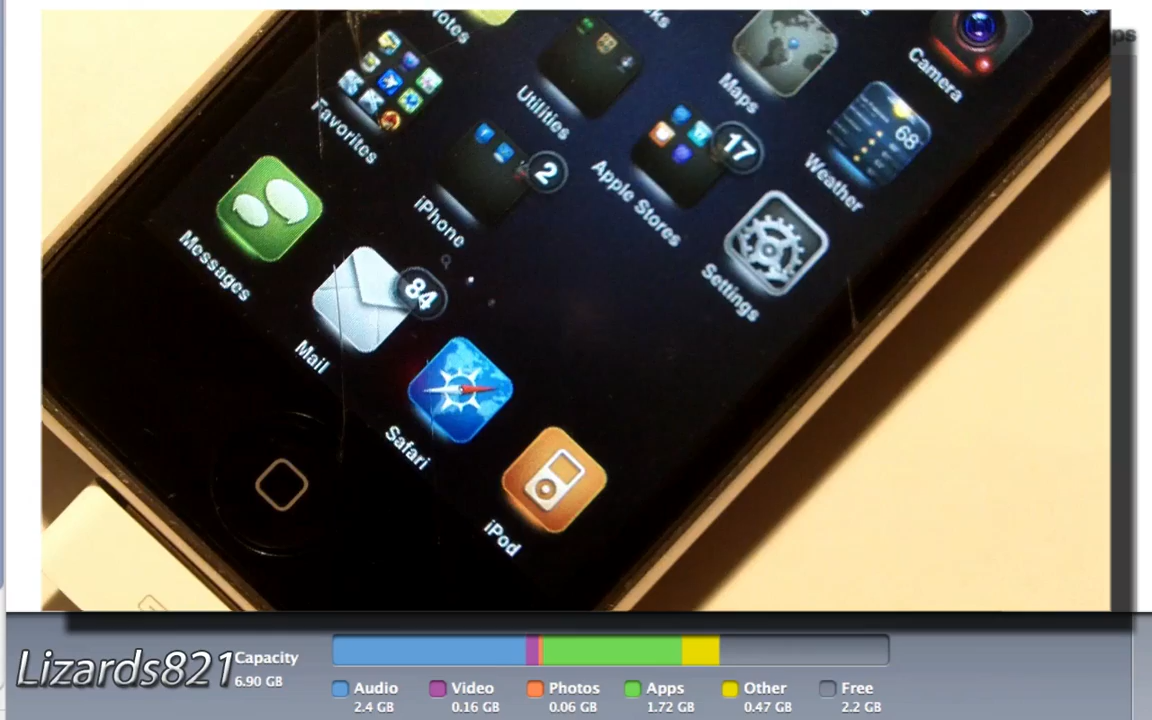 Notes
Camera
Maps
Favorites
Utilities
68°
Weather
17
Apple Stores
2
iPhone
Settings
Messages
84
Mail
Safari
iPod
Lizards821
Capacity
6.90 GB
Audio Video Photos Apps Other Free
2.4 GB 0.16 GB 0.06 GB 1.72 GB 0.47 GB 2.2 GB